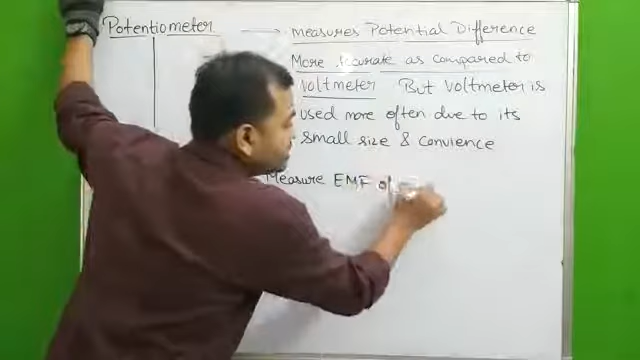 Potentiometer → Measures Potential Difference
More Accurate as compared to
voltmeter But voltmeter is
used more often due to its
small size & convience
Measure EMF of